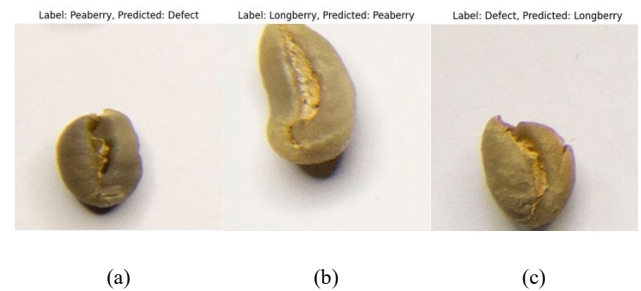 Label: Peaberry, Predicted: Defect
Label: Longberry, Predicted: Peaberry
Label: Defect, Predicted: Longberry
(a)
(b)
(c)